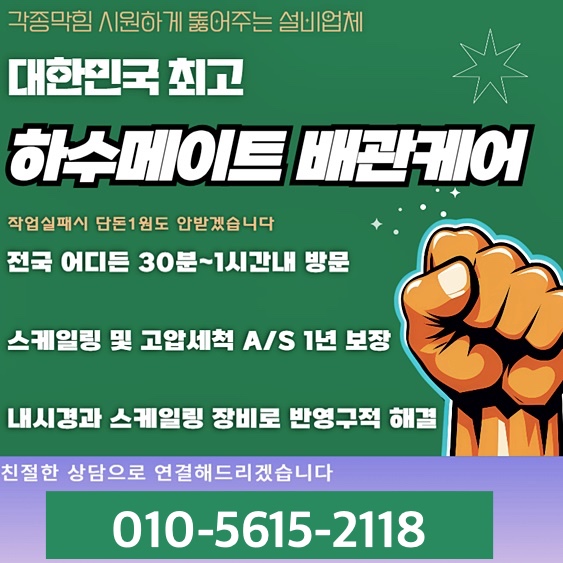 각종막힘 시원하게 뚫어주는 설비업체
대한민국 최고
하수메이트 배관케어
작업실패시 단돈1원도 안받겠습니다
전국 어디든 30분~1시간내 방문
스케일링 및 고압세척 A/S 1년 보장
내시경과 스케일링 장비로 반영구적 해결
친절한 상담으로 연결해드리겠습니다
010-5615-2118